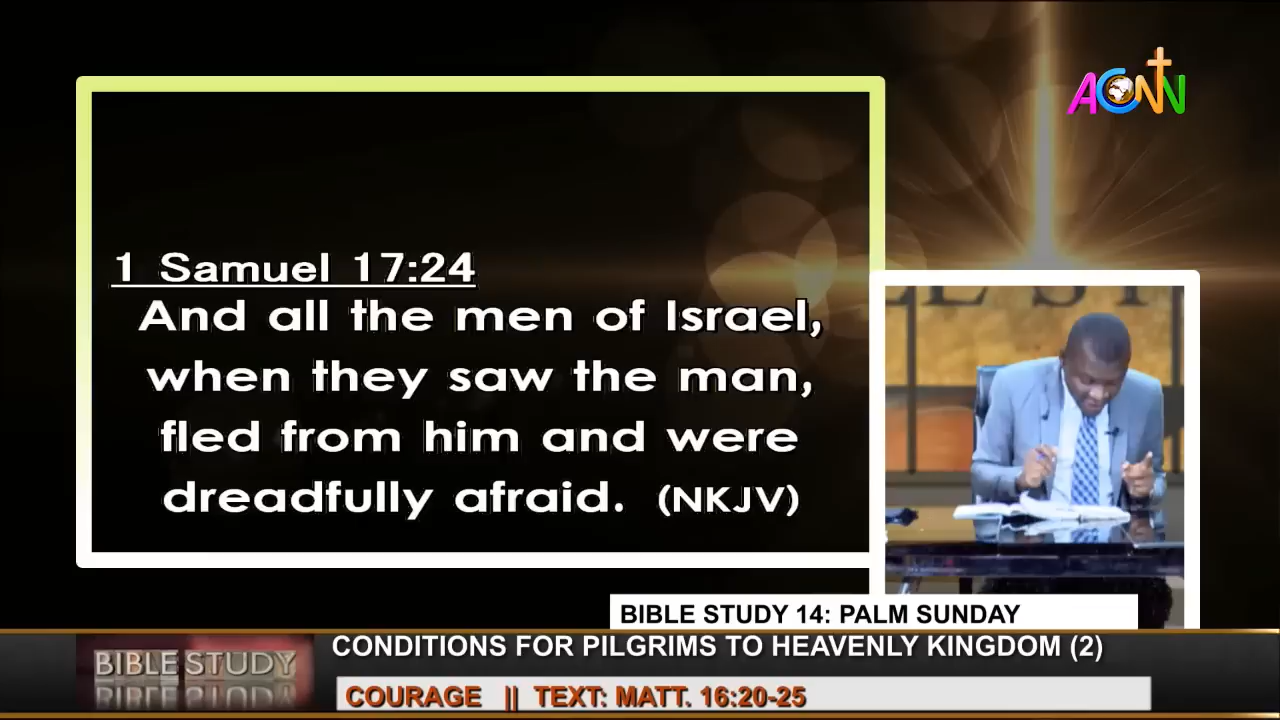 ACNN
1 Samuel 17:24
And all the men of Israel,
when they saw the man,
fled from him and were
dreadfully afraid. (NKJV)
BIBLE STUDY 14: PALM SUNDAY
BIBLE STUDY
CONDITIONS FOR PILGRIMS TO HEAVENLY KINGDOM (2)
COURAGE || TEXT: MATT. 16:20-25